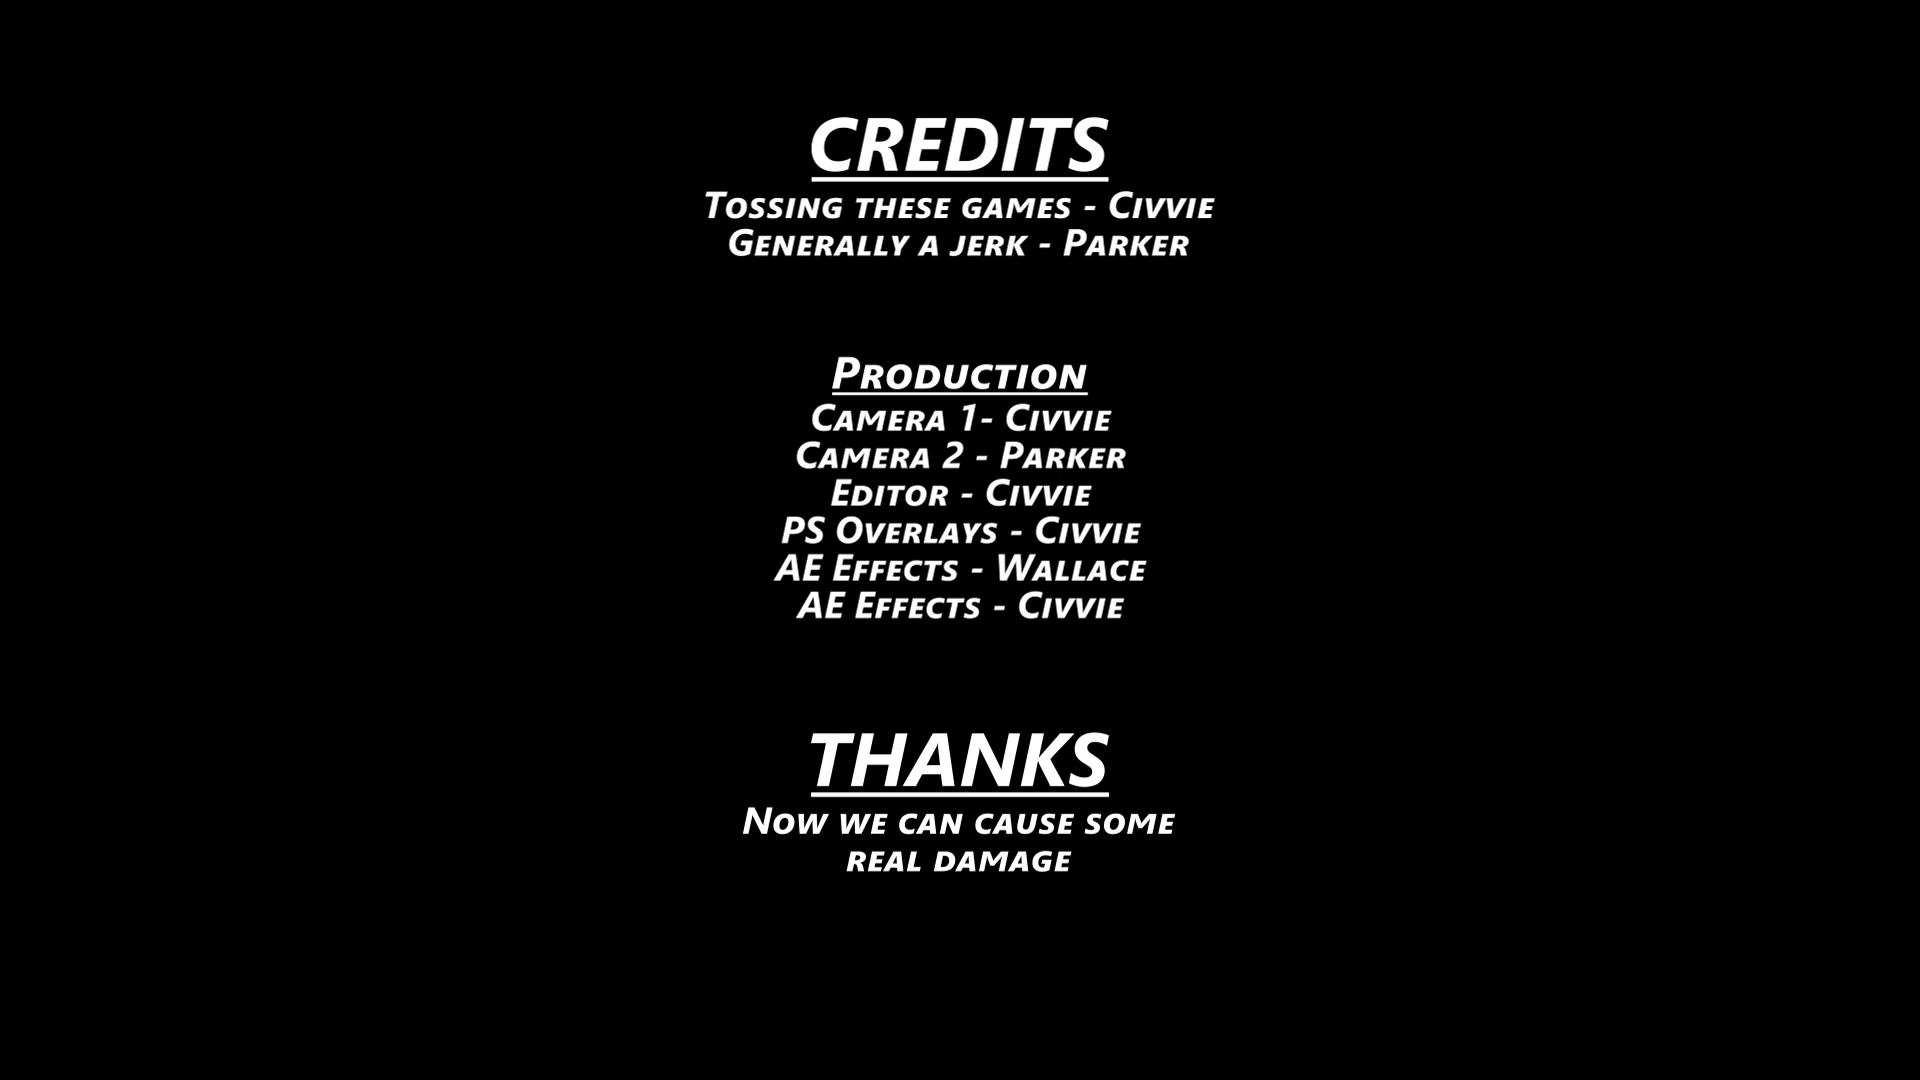 CREDITS
Tossing these games - Civvie
Generally a jerk - Parker
Production
Camera 1- Civvie
Camera 2 - Parker
Editor - Civvie
PS Overlays - Civvie
AE Effects - Wallace
AE Effects - Civvie
THANKS
Now we can cause some
real damage